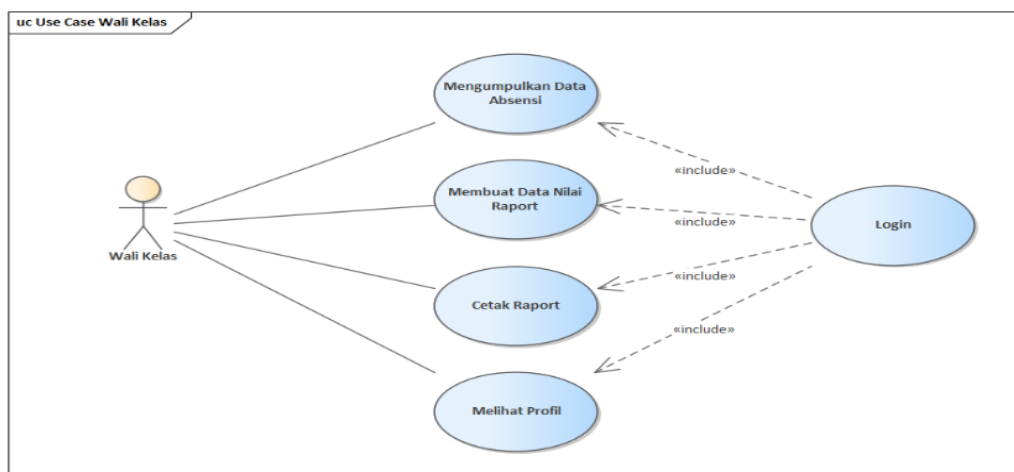 uc Use Case Wali Kelas
Mengumpulkan Data
Absensi
«include»
Membuat Data Nilai
Raport
Login
«include»
Wali Kelas
«include»
Cetak Raport
«include»
Melihat Profil